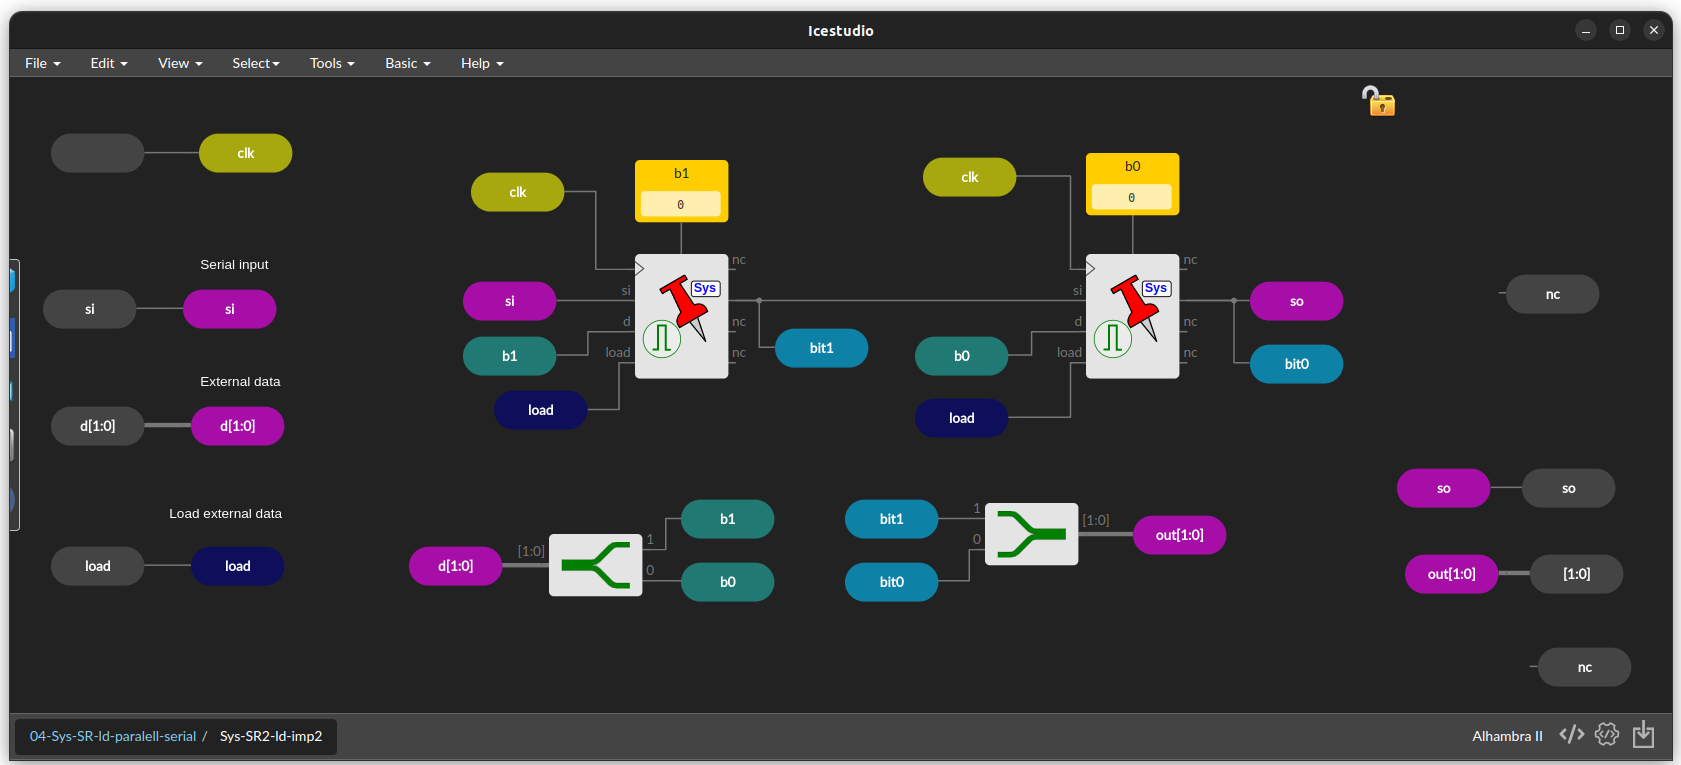 Icestudio
File Edit View Select Tools Basic Help
clk
Serial input
si si
External data
d[1:0] d[1:0]
Load external data
load load
clk
b1
0
nc
si si Sys
d nc
b1 load nc
bit1
load
clk
b0
0
nc
si Sys so
d nc
b0 load nc
bit0
load
nc
d[1:0] [1:0] 1 b1
0 b0
bit1 1 [1:0] out[1:0]
bit0 0
so so
out[1:0] [1:0]
nc
04-Sys-SR-ld-paralell-serial / Sys-SR2-ld-imp2
Alhambra II </>